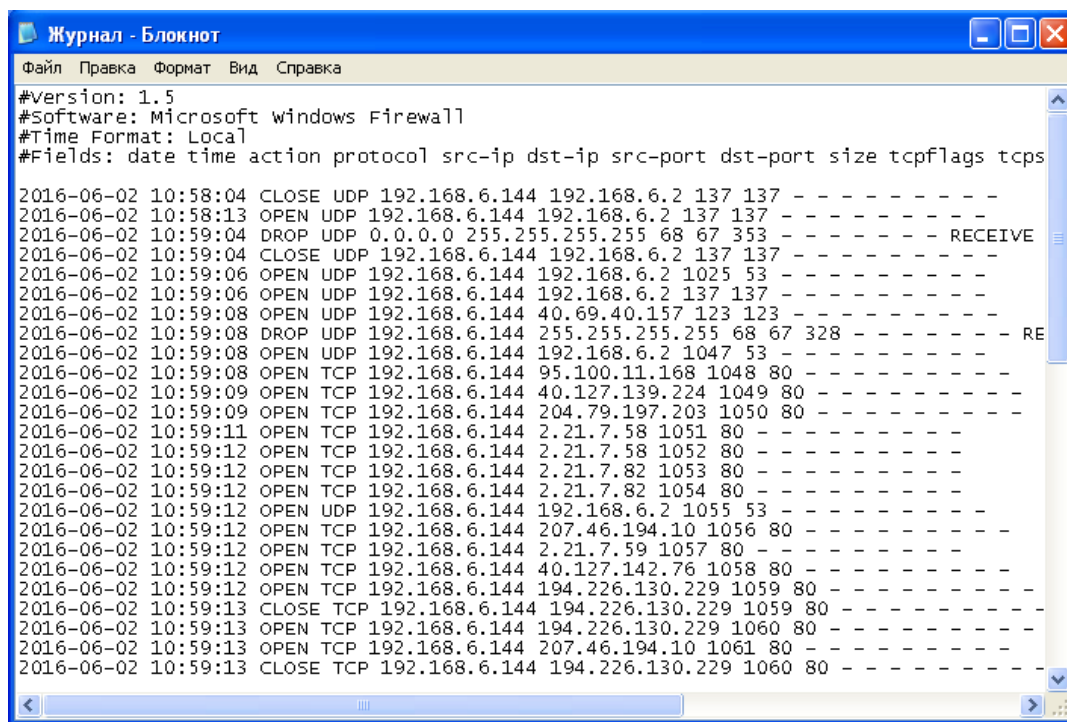 Журнал - Блокнот
Файл Правка Формат Вид Справка
#Version: 1.5
#Software: Microsoft Windows Firewall
#Time Format: Local
#Fields: date time action protocol src-ip dst-ip src-port dst-port size tcpflags tcps
2016-06-02 10:58:04 CLOSE UDP 192.168.6.144 192.168.6.2 137 137 - - - - - - - - -
2016-06-02 10:58:13 OPEN UDP 192.168.6.144 192.168.6.2 137 137 - - - - - - - - -
2016-06-02 10:59:04 DROP UDP 0.0.0.0 255.255.255.255 68 67 353 - - - - - - - RECEIVE
2016-06-02 10:59:04 CLOSE UDP 192.168.6.144 192.168.6.2 137 137 - - - - - - - - -
2016-06-02 10:59:06 OPEN UDP 192.168.6.144 192.168.6.2 1025 53 - - - - - - - - -
2016-06-02 10:59:06 OPEN UDP 192.168.6.144 192.168.6.2 137 137 - - - - - - - - -
2016-06-02 10:59:08 OPEN UDP 192.168.6.144 40.69.40.157 123 123 - - - - - - - - -
2016-06-02 10:59:08 DROP UDP 192.168.6.144 255.255.255.255 68 67 328 - - - - - - - RE
2016-06-02 10:59:08 OPEN UDP 192.168.6.144 192.168.6.2 1047 53 - - - - - - - - -
2016-06-02 10:59:08 OPEN TCP 192.168.6.144 95.100.11.168 1048 80 - - - - - - - - -
2016-06-02 10:59:09 OPEN TCP 192.168.6.144 40.127.139.224 1049 80 - - - - - - - - -
2016-06-02 10:59:09 OPEN TCP 192.168.6.144 204.79.197.203 1050 80 - - - - - - - - -
2016-06-02 10:59:11 OPEN TCP 192.168.6.144 2.21.7.58 1051 80 - - - - - - - - -
2016-06-02 10:59:12 OPEN TCP 192.168.6.144 2.21.7.58 1052 80 - - - - - - - - -
2016-06-02 10:59:12 OPEN TCP 192.168.6.144 2.21.7.82 1053 80 - - - - - - - - -
2016-06-02 10:59:12 OPEN TCP 192.168.6.144 2.21.7.82 1054 80 - - - - - - - - -
2016-06-02 10:59:12 OPEN UDP 192.168.6.144 192.168.6.2 1055 53 - - - - - - - - -
2016-06-02 10:59:12 OPEN TCP 192.168.6.144 207.46.194.10 1056 80 - - - - - - - - -
2016-06-02 10:59:12 OPEN TCP 192.168.6.144 2.21.7.59 1057 80 - - - - - - - - -
2016-06-02 10:59:12 OPEN TCP 192.168.6.144 40.127.142.76 1058 80 - - - - - - - - -
2016-06-02 10:59:12 OPEN TCP 192.168.6.144 194.226.130.229 1059 80 - - - - - - - - -
2016-06-02 10:59:13 CLOSE TCP 192.168.6.144 194.226.130.229 1059 80 - - - - - - - - -
2016-06-02 10:59:13 OPEN TCP 192.168.6.144 194.226.130.229 1060 80 - - - - - - - - -
2016-06-02 10:59:13 OPEN TCP 192.168.6.144 207.46.194.10 1061 80 - - - - - - - - -
2016-06-02 10:59:13 CLOSE TCP 192.168.6.144 194.226.130.229 1060 80 - - - - - - - - -